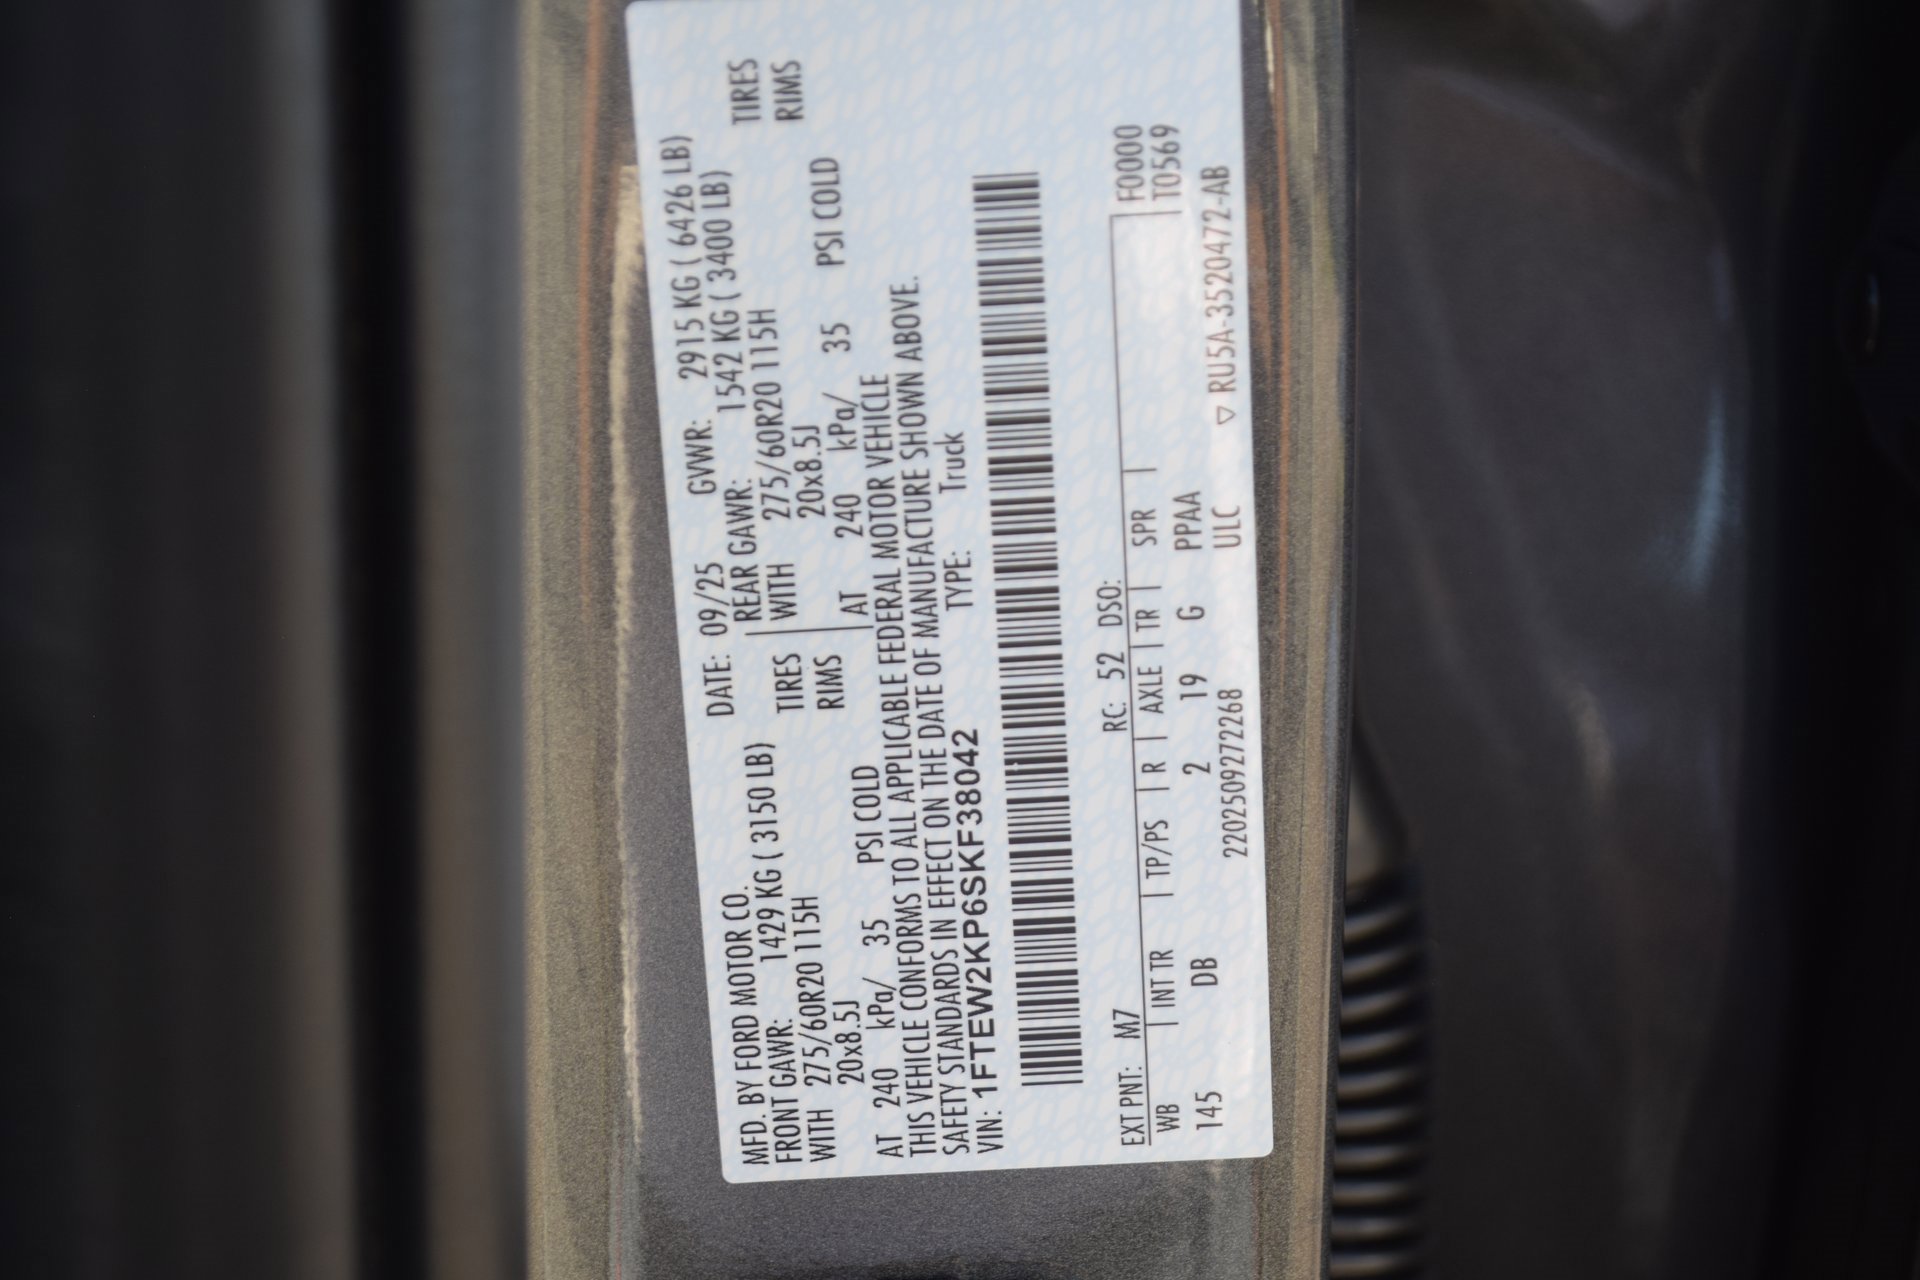 MFD. BY FORD MOTOR CO. DATE: 09/25 GVWR: 2915 KG ( 6426 LB)
FRONT GAWR: 1429 KG ( 3150 LB) REAR GAWR: 1542 KG ( 3400 LB)
WITH 275/60R20 115H TIRES WITH 275/60R20 115H TIRES
20x8.5J RIMS 20x8.5J RIMS
AT 240 kPa/ 35 PSI COLD AT 240 kPa/ 35 PSI COLD
THIS VEHICLE CONFORMS TO ALL APPLICABLE FEDERAL MOTOR VEHICLE
SAFETY STANDARDS IN EFFECT ON THE DATE OF MANUFACTURE SHOWN ABOVE.
VIN: 1FTEW2KP6SKF38042 TYPE: Truck
EXT PNT: M7 RC: 52 DSO: F0000
WB | INT TR | TP/PS | R | AXLE | TR | SPR | T0569
145 DB 2 19 G PPAA
2202509272268 ULC ▽ RU5A-3520472-AB